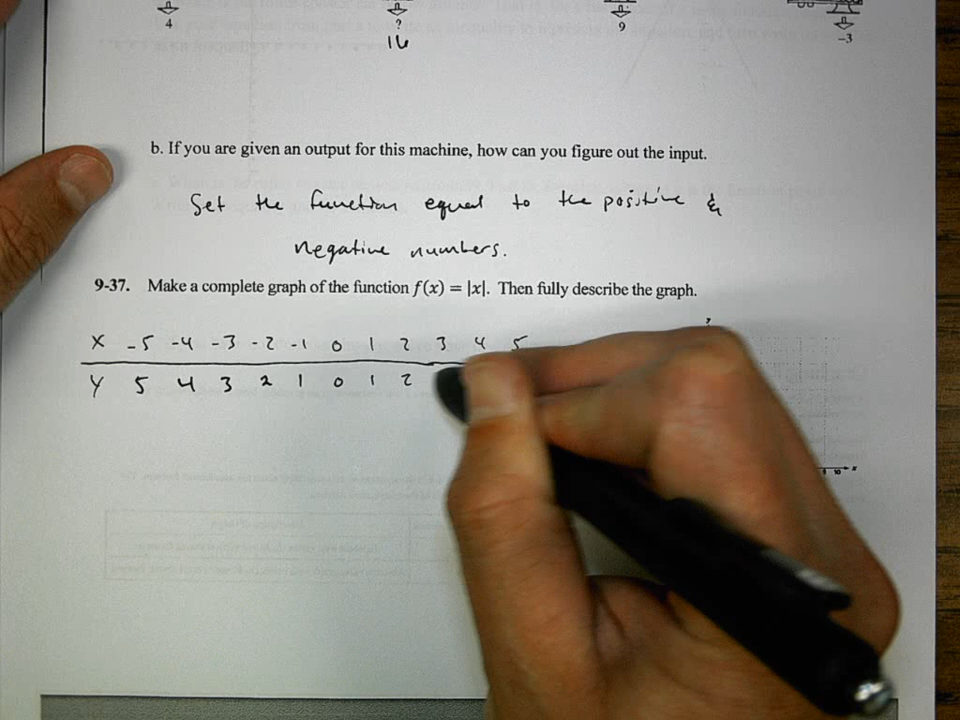 4 ? 9 -3
16
b. If you are given an output for this machine, how can you figure out the input.
Set the function equal to the positive &
negative numbers.
9-37. Make a complete graph of the function f(x) = |x|. Then fully describe the graph.
X -5 -4 -3 -2 -1 0 1 2 3 4 5
Y 5 4 3 2 1 0 1 2
10 x